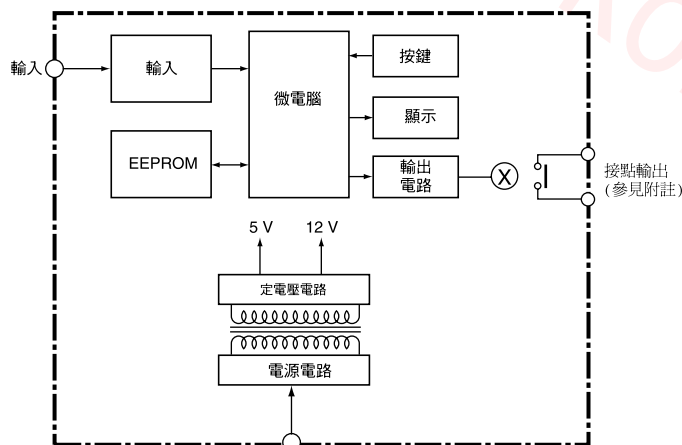 輸入
輸入
微電腦
按鍵
顯示
EEPROM
輸出
電路
X
接點輸出
(參見附註)
5 V
12 V
定電壓電路
電源電路